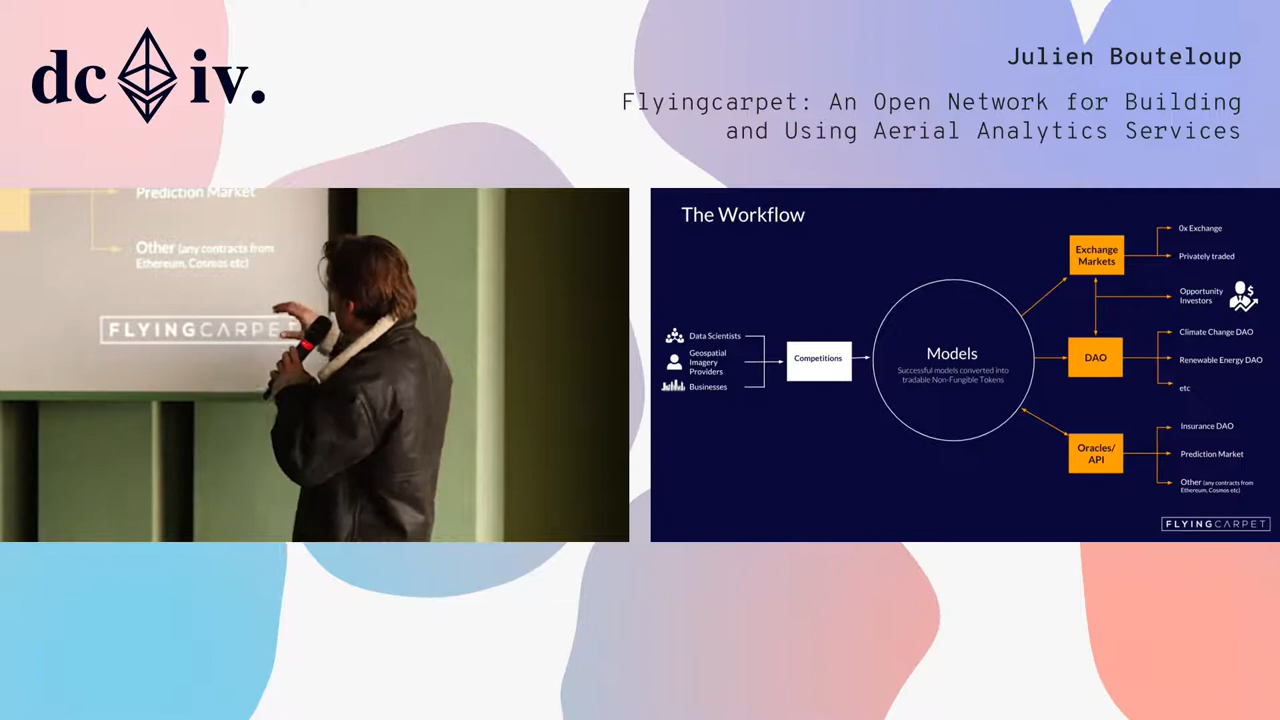 dc iv.
Julien Bouteloup
Flyingcarpet: An Open Network for Building
and Using Aerial Analytics Services
Prediction Market
Other (any contracts from
Ethereum, Cosmos etc)
FLYINGCARPET
The Workflow
Data Scientists
Geospatial
Imagery
Providers
Businesses
Competitions
Models
Successful models converted into
tradable Non-Fungible Tokens
Exchange
Markets
0x Exchange
Privately traded
Opportunity
Investors
DAO
Climate Change DAO
Renewable Energy DAO
etc
Oracles/
API
Insurance DAO
Prediction Market
Other (any contracts from
Ethereum, Cosmos etc)
FLYINGCARPET